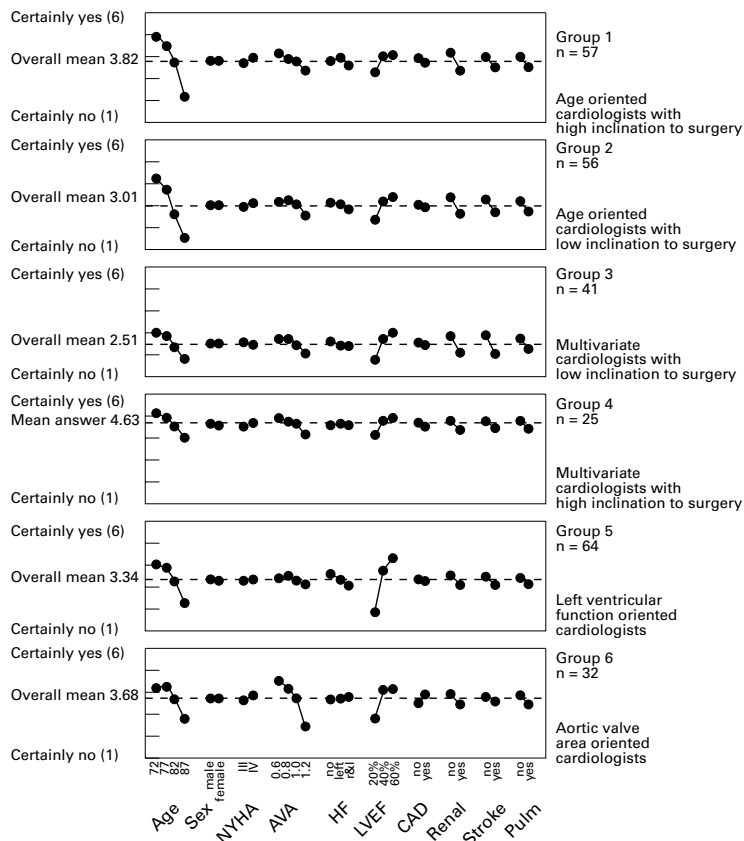 Certainly yes (6)
Overall mean 3.82
Certainly no (1)
Group 1
n = 57
Age oriented
cardiologists with
high inclination to surgery
Certainly yes (6)
Overall mean 3.01
Certainly no (1)
Group 2
n = 56
Age oriented
cardiologists with
low inclination to surgery
Certainly yes (6)
Overall mean 2.51
Certainly no (1)
Group 3
n = 41
Multivariate
cardiologists with
low inclination to surgery
Certainly yes (6)
Mean answer 4.63
Certainly no (1)
Group 4
n = 25
Multivariate
cardiologists with
high inclination to surgery
Certainly yes (6)
Overall mean 3.34
Certainly no (1)
Group 5
n = 64
Left ventricular
function oriented
cardiologists
Certainly yes (6)
Overall mean 3.68
Certainly no (1)
Group 6
n = 32
Aortic valve
area oriented
cardiologists
72
77
82
87
male
female
III
IV
0.6
0.8
1.0
1.2
no
left
r&l
20%
40%
60%
no
yes
no
yes
no
yes
no
yes
Age
Sex
NYHA
AVA
HF
LVEF
CAD
Renal
Stroke
Pulm